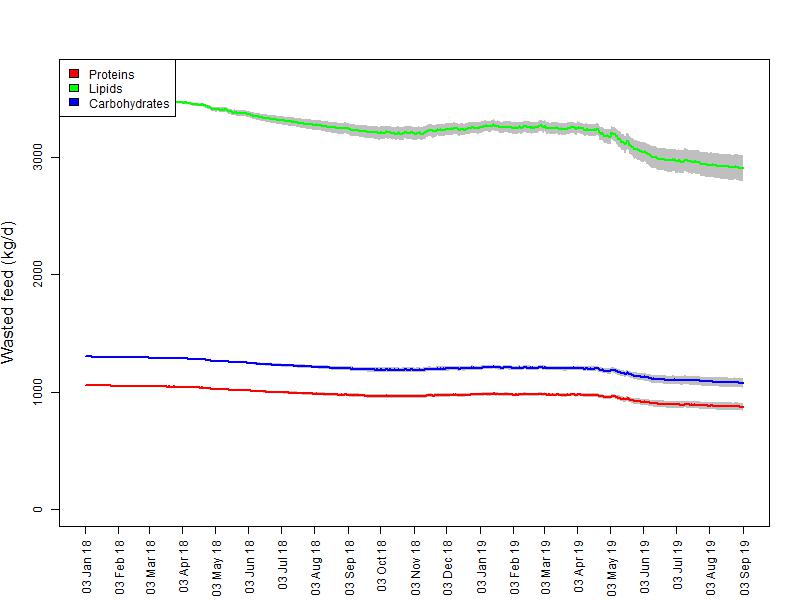 Proteins
Lipids
Carbohydrates
Wasted feed (kg/d)
3000
2000
1000
0
03 Jan 18
03 Feb 18
03 Mar 18
03 Apr 18
03 May 18
03 Jun 18
03 Jul 18
03 Aug 18
03 Sep 18
03 Oct 18
03 Nov 18
03 Dec 18
03 Jan 19
03 Feb 19
03 Mar 19
03 Apr 19
03 May 19
03 Jun 19
03 Jul 19
03 Aug 19
03 Sep 19